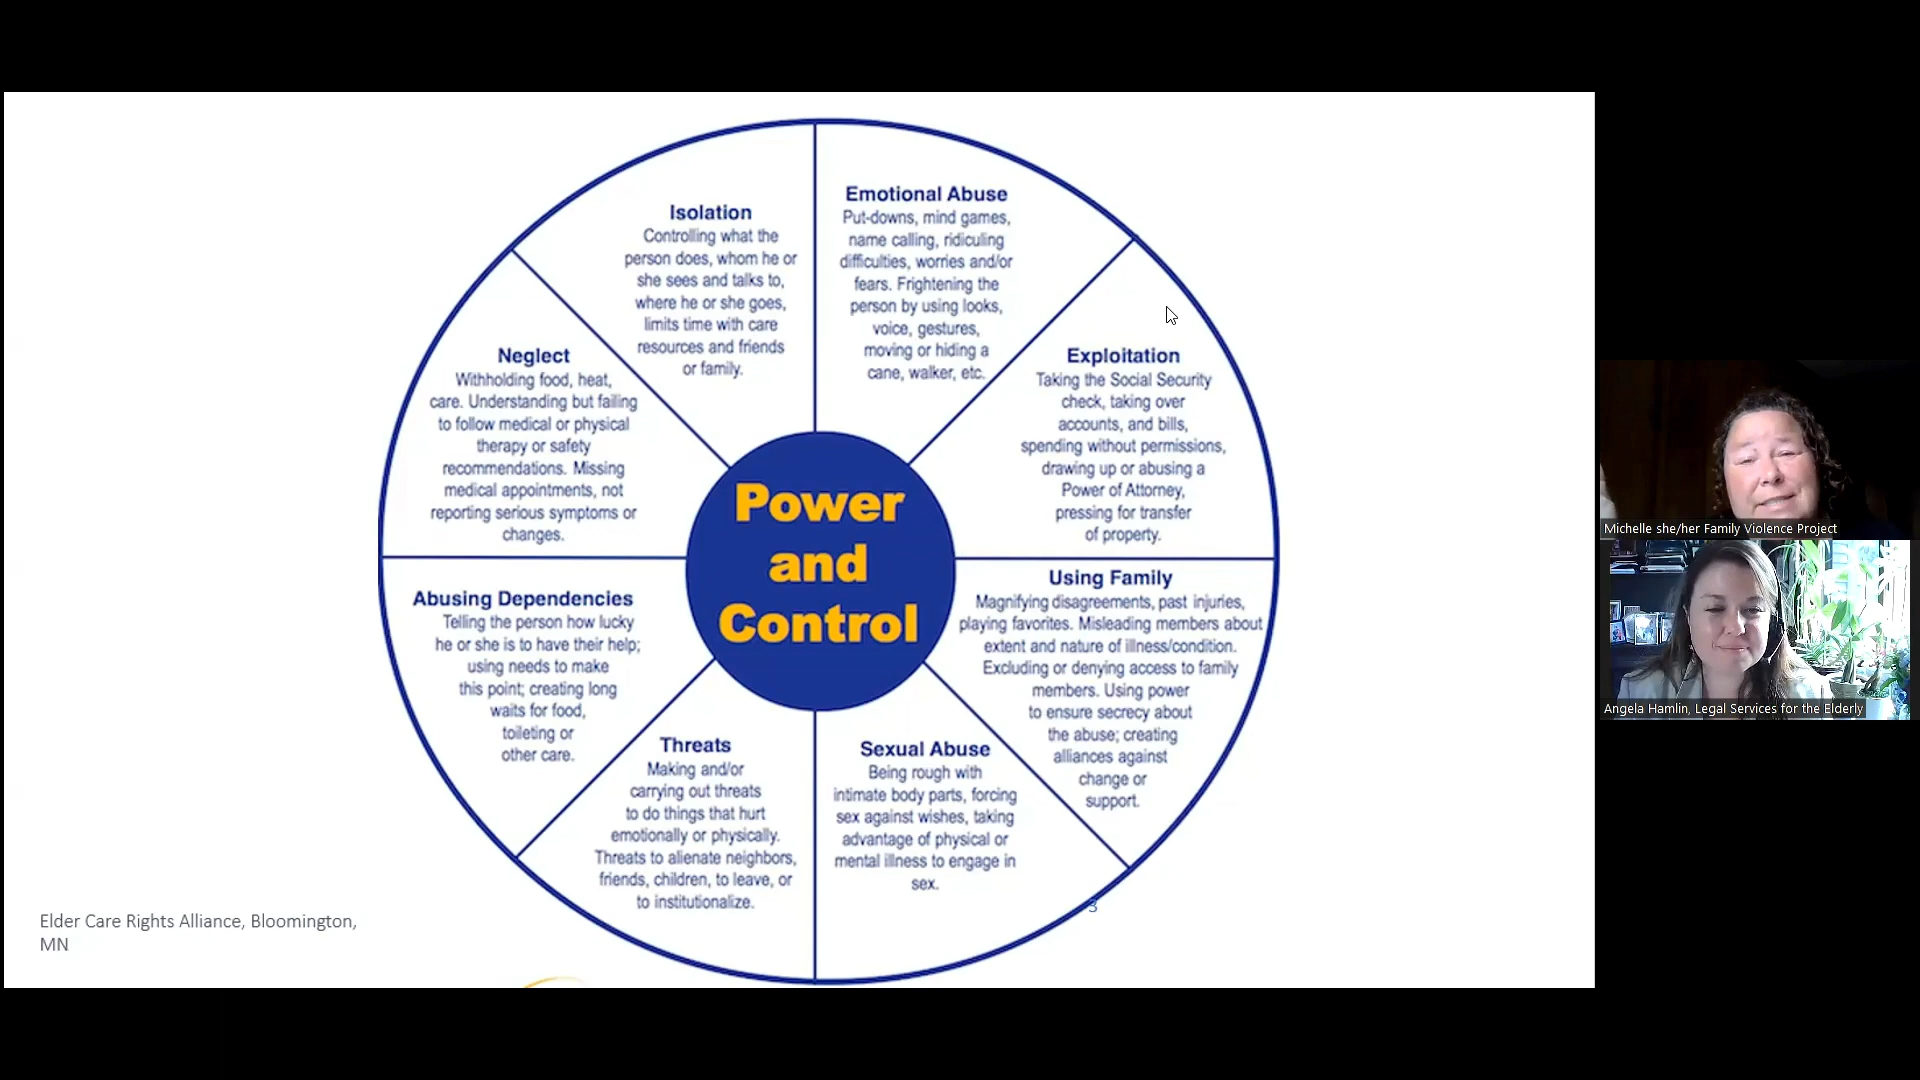 Isolation
Controlling what the
person does, whom he or
she sees and talks to,
where he or she goes,
limits time with care
resources and friends
or family.
Emotional Abuse
Put-downs, mind games,
name calling, ridiculing
difficulties, worries and/or
fears. Frightening the
person by using looks,
voice, gestures,
moving or hiding a
cane, walker, etc.
Exploitation
Taking the Social Security
check, taking over
accounts, and bills,
spending without permissions,
drawing up or abusing a
Power of Attorney,
pressing for transfer
of property.
Using Family
Magnifying disagreements, past injuries,
playing favorites. Misleading members about
extent and nature of illness/condition.
Excluding or denying access to family
members. Using power
to ensure secrecy about
the abuse; creating
alliances against
change or
support.
Sexual Abuse
Being rough with
intimate body parts, forcing
sex against wishes, taking
advantage of physical or
mental illness to engage in
sex.
Threats
Making and/or
carrying out threats
to do things that hurt
emotionally or physically.
Threats to alienate neighbors,
friends, children, to leave, or
to institutionalize.
Abusing Dependencies
Telling the person how lucky
he or she is to have their help;
using needs to make
this point; creating long
waits for food,
toileting or
other care.
Neglect
Withholding food, heat,
care. Understanding but failing
to follow medical or physical
therapy or safety
recommendations. Missing
medical appointments, not
reporting serious symptoms or
changes.
Power
and
Control
3
Elder Care Rights Alliance, Bloomington,
MN
Michelle she/her Family Violence Project
Angela Hamlin, Legal Services for the Elderly